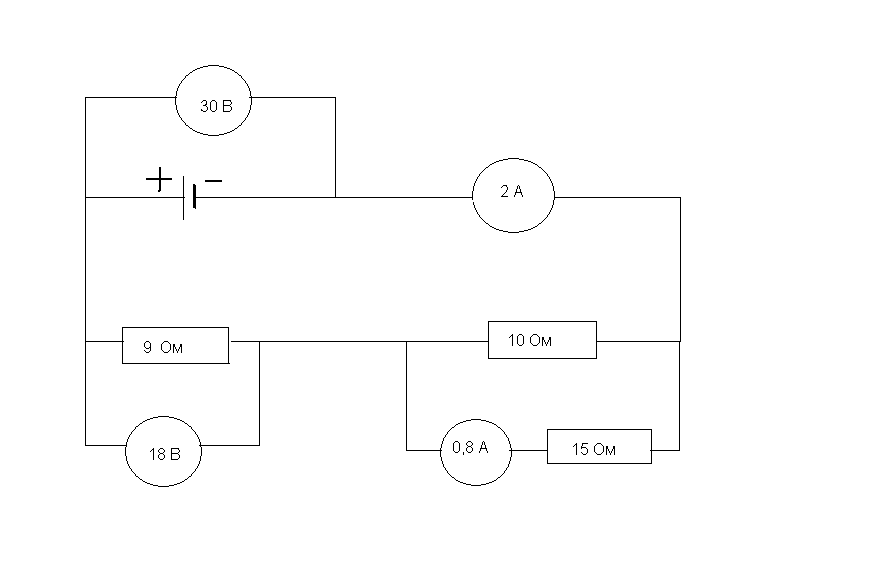 30 В
+ −
2 А
9 Ом
10 Ом
18 В
0,8 А
15 Ом